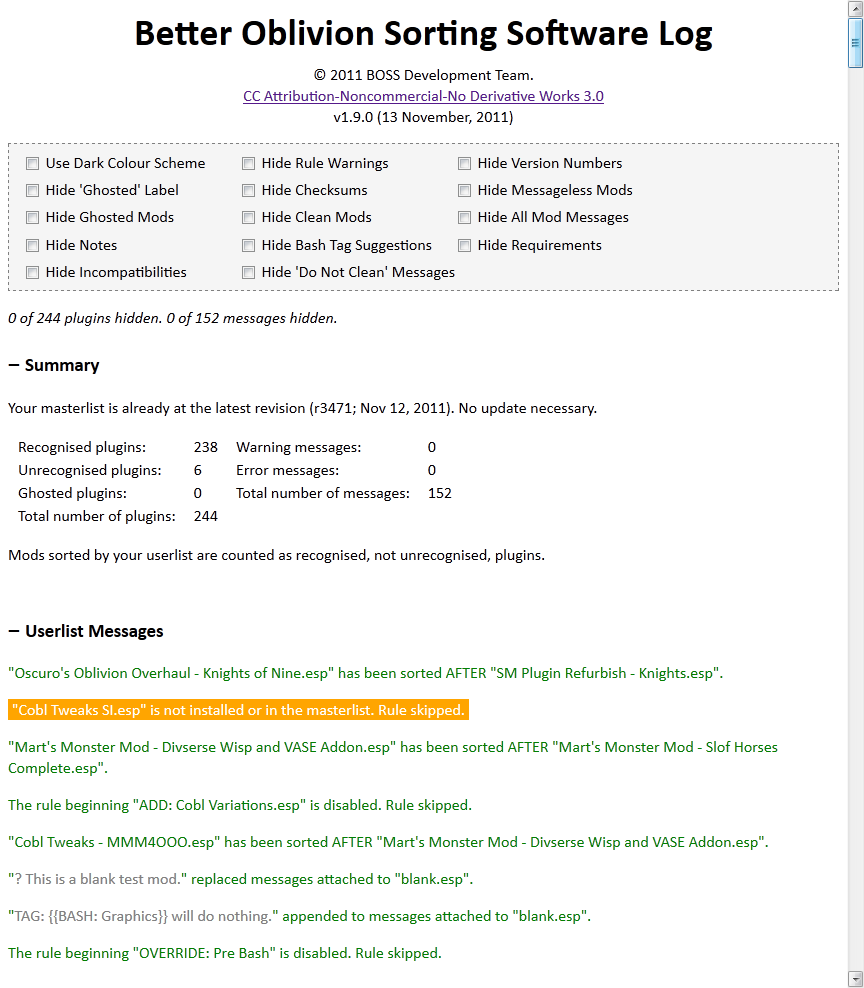 Better Oblivion Sorting Software Log
© 2011 BOSS Development Team.
CC Attribution-Noncommercial-No Derivative Works 3.0
v1.9.0 (13 November, 2011)
Use Dark Colour Scheme Hide Rule Warnings Hide Version Numbers
Hide 'Ghosted' Label Hide Checksums Hide Messageless Mods
Hide Ghosted Mods Hide Clean Mods Hide All Mod Messages
Hide Notes Hide Bash Tag Suggestions Hide Requirements
Hide Incompatibilities Hide 'Do Not Clean' Messages
0 of 244 plugins hidden. 0 of 152 messages hidden.
− Summary
Your masterlist is already at the latest revision (r3471; Nov 12, 2011). No update necessary.
Recognised plugins: 238 Warning messages: 0
Unrecognised plugins: 6 Error messages: 0
Ghosted plugins: 0 Total number of messages: 152
Total number of plugins: 244
Mods sorted by your userlist are counted as recognised, not unrecognised, plugins.
− Userlist Messages
"Oscuro's Oblivion Overhaul - Knights of Nine.esp" has been sorted AFTER "SM Plugin Refurbish - Knights.esp".
"Cobl Tweaks SI.esp" is not installed or in the masterlist. Rule skipped.
"Mart's Monster Mod - Divserse Wisp and VASE Addon.esp" has been sorted AFTER "Mart's Monster Mod - Slof Horses
Complete.esp".
The rule beginning "ADD: Cobl Variations.esp" is disabled. Rule skipped.
"Cobl Tweaks - MMM4OOO.esp" has been sorted AFTER "Mart's Monster Mod - Divserse Wisp and VASE Addon.esp".
"? This is a blank test mod." replaced messages attached to "blank.esp".
"TAG: {{BASH: Graphics}} will do nothing." appended to messages attached to "blank.esp".
The rule beginning "OVERRIDE: Pre Bash" is disabled. Rule skipped.